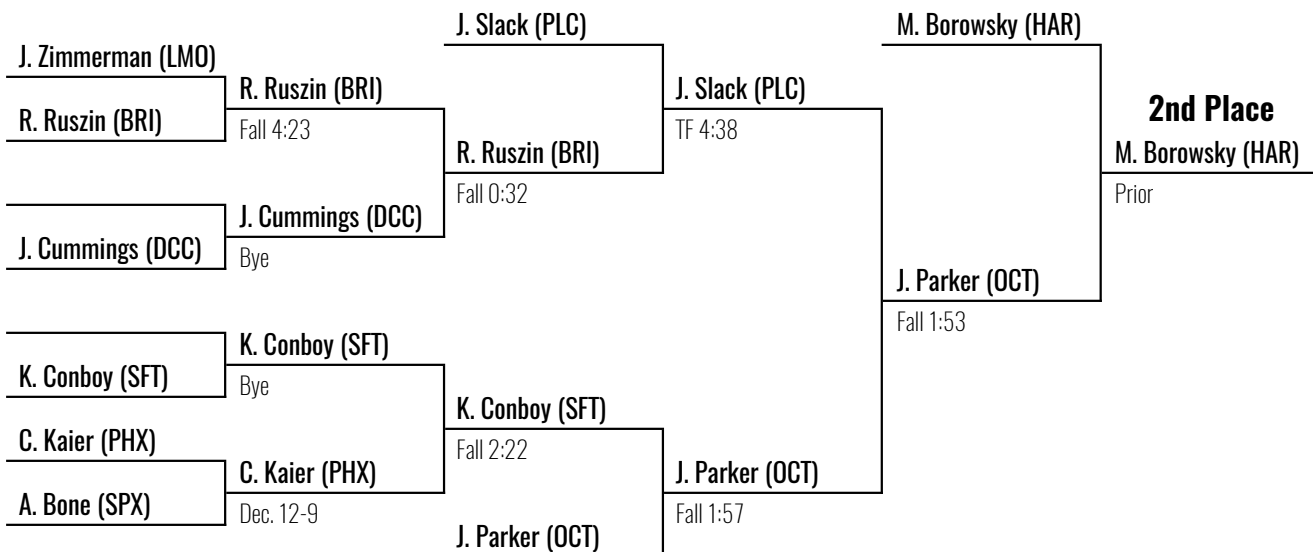 J. Zimmerman (LMO)
R. Ruszin (BRI)
J. Cummings (DCC)
K. Conboy (SFT)
C. Kaier (PHX)
A. Bone (SPX)
R. Ruszin (BRI)
Fall 4:23
J. Cummings (DCC)
Bye
K. Conboy (SFT)
Bye
C. Kaier (PHX)
Dec. 12-9
J. Slack (PLC)
R. Ruszin (BRI)
Fall 0:32
K. Conboy (SFT)
Fall 2:22
J. Parker (OCT)
J. Slack (PLC)
TF 4:38
J. Parker (OCT)
Fall 1:57
M. Borowsky (HAR)
J. Parker (OCT)
Fall 1:53
2nd Place
M. Borowsky (HAR)
Prior